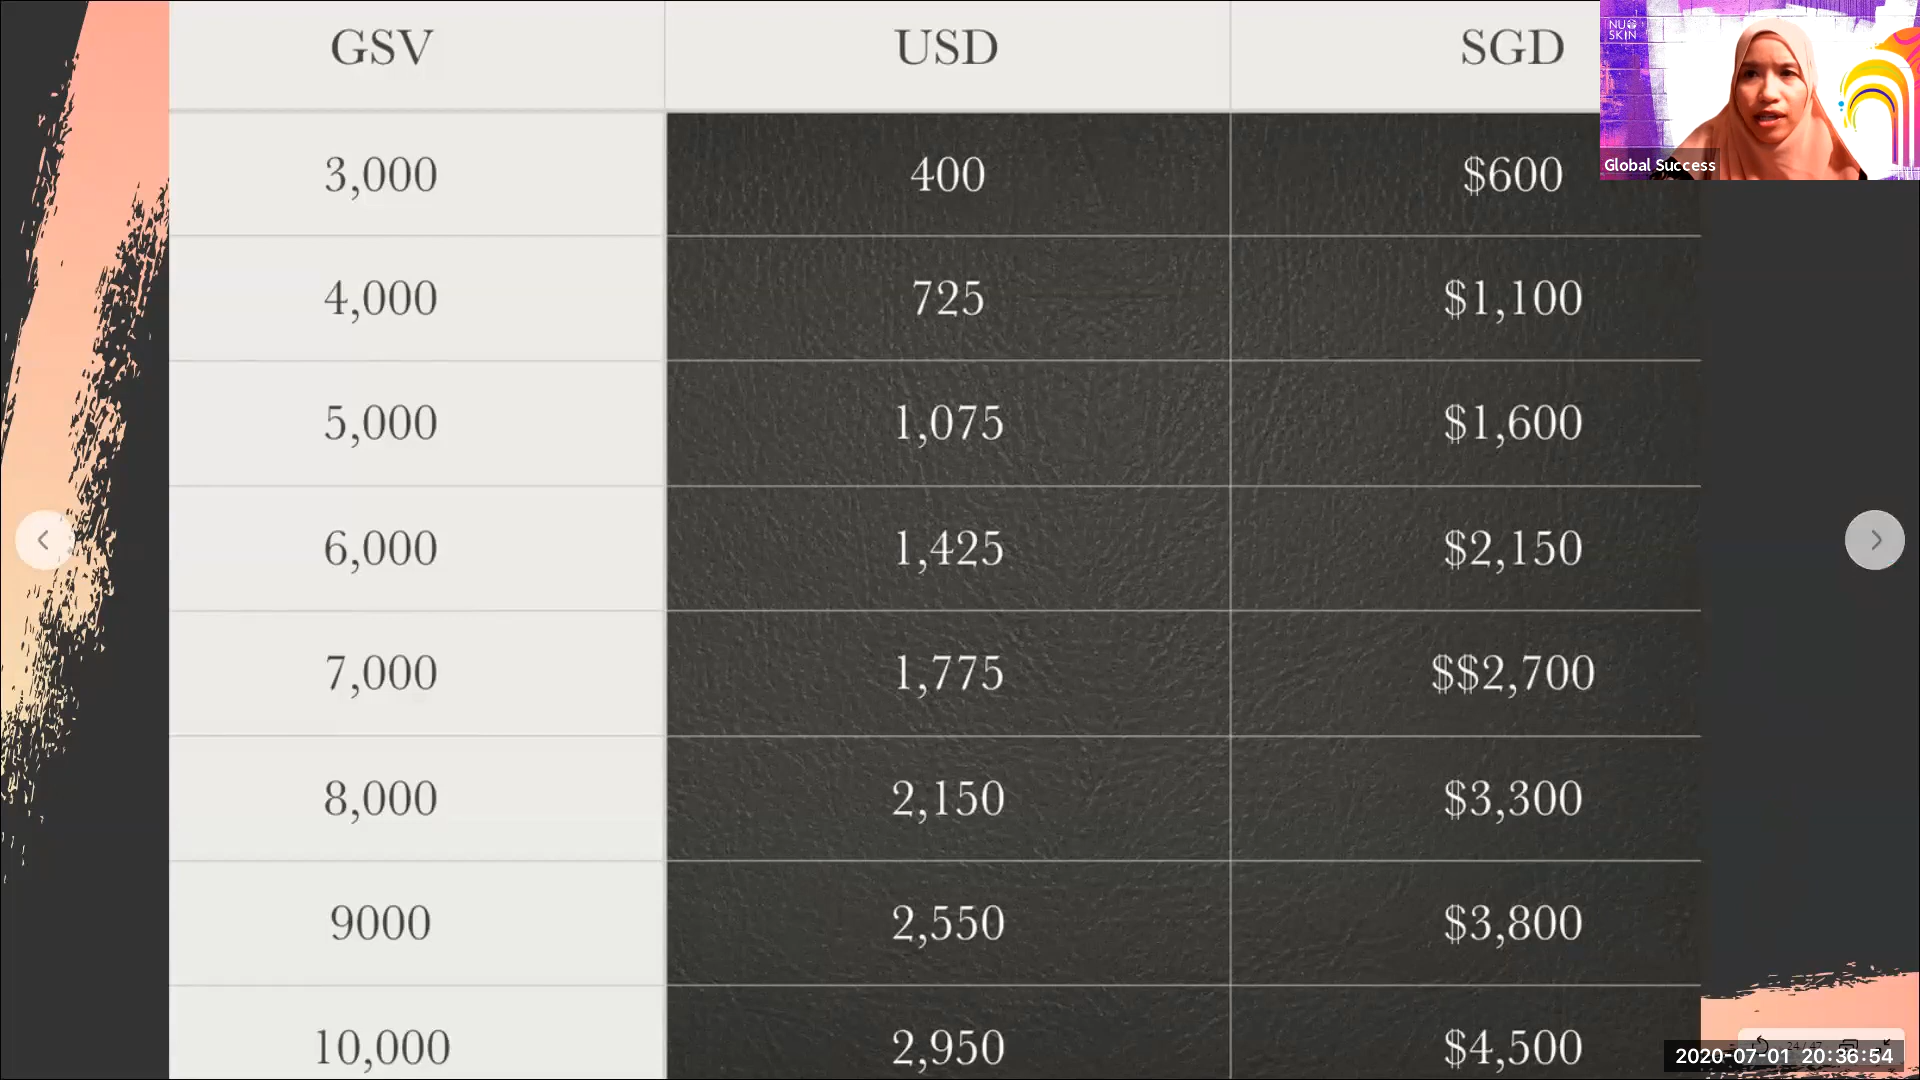 GSV USD SGD
NU
SKIN
3,000 400 $600
Global Success
4,000 725 $1,100
5,000 1,075 $1,600
6,000 1,425 $2,150
7,000 1,775 $$2,700
8,000 2,150 $3,300
9000 2,550 $3,800
10,000 2,950 $4,500
2020-07-01 20:36:54